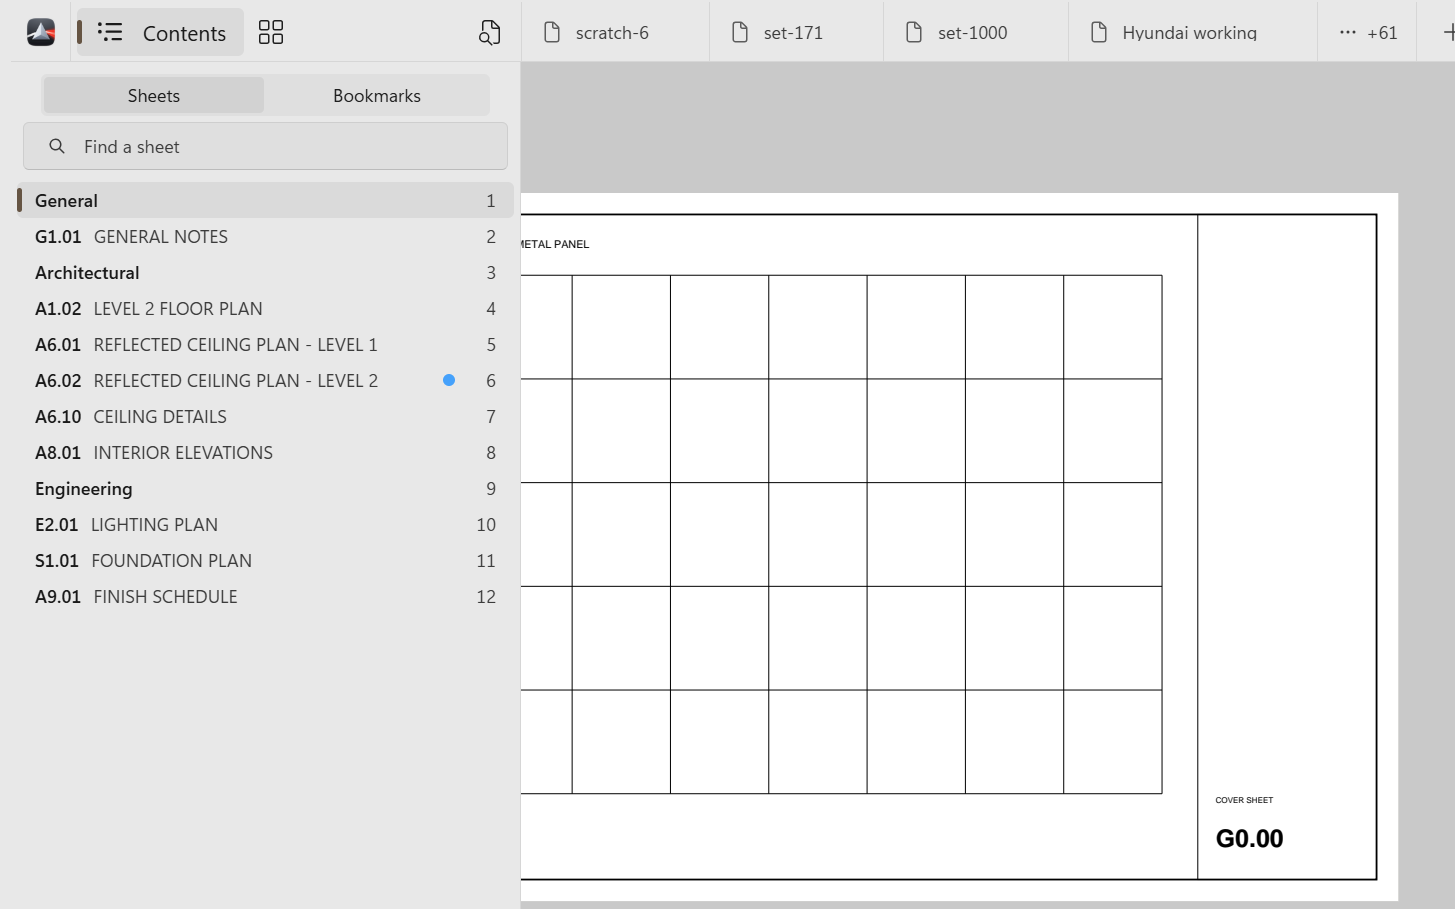 Contents
scratch-6
set-171
set-1000
Hyundai working
+61
Sheets
Bookmarks
Find a sheet
General 1
G1.01 GENERAL NOTES 2
Architectural 3
A1.02 LEVEL 2 FLOOR PLAN 4
A6.01 REFLECTED CEILING PLAN - LEVEL 1 5
A6.02 REFLECTED CEILING PLAN - LEVEL 2 6
A6.10 CEILING DETAILS 7
A8.01 INTERIOR ELEVATIONS 8
Engineering 9
E2.01 LIGHTING PLAN 10
S1.01 FOUNDATION PLAN 11
A9.01 FINISH SCHEDULE 12
METAL PANEL
COVER SHEET
G0.00